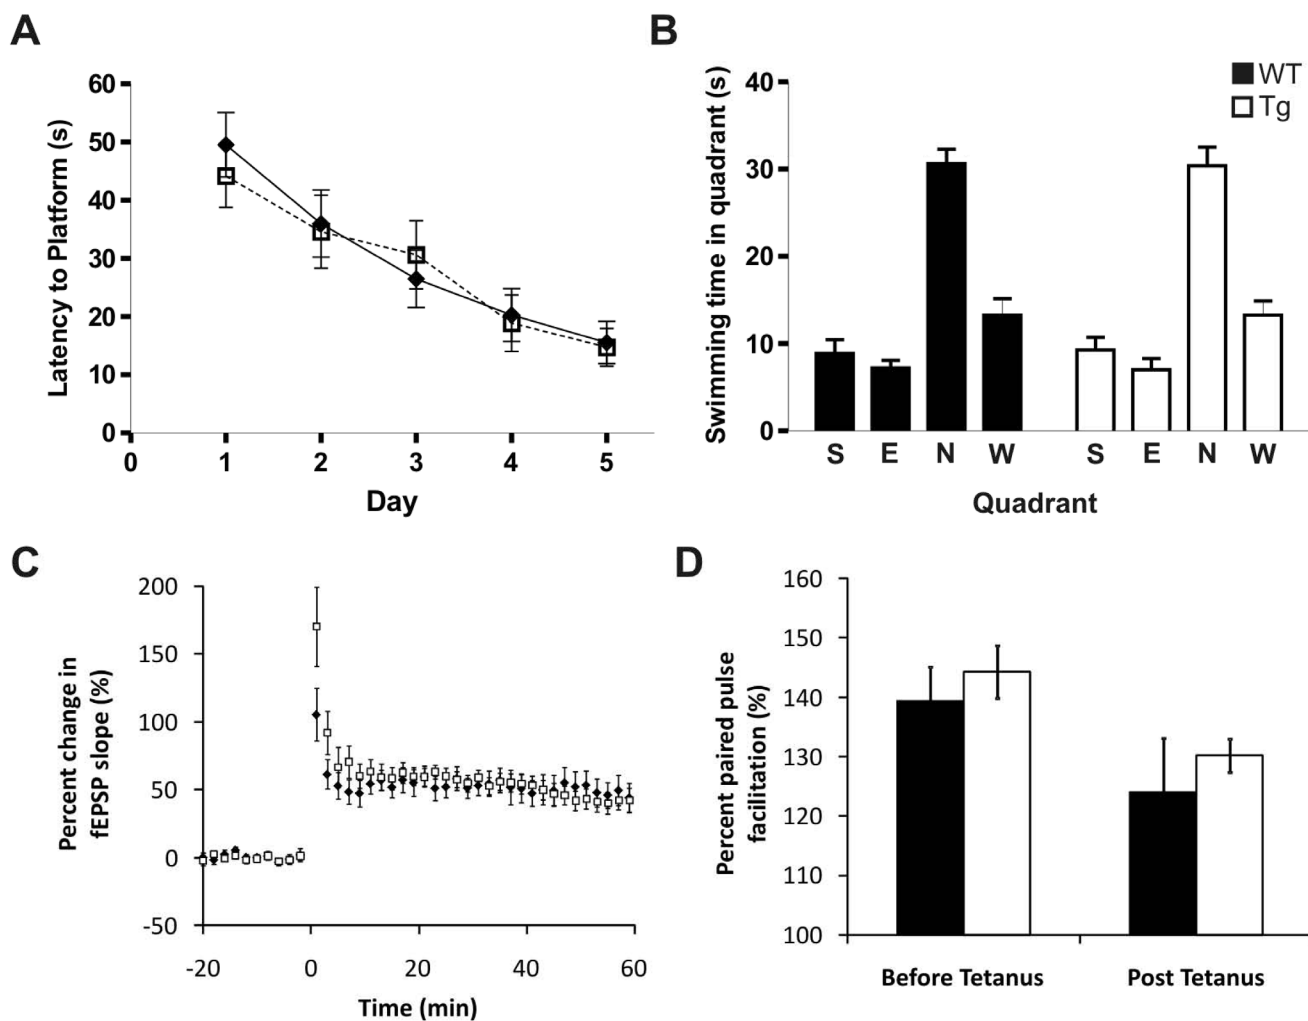 A
60
50
40
30
20
10
0
Latency to Platform (s)
0 1 2 3 4 5
Day
B
WT
Tg
40
30
20
10
0
Swimming time in quadrant (s)
S E N W S E N W
Quadrant
C
200
150
100
50
0
-50
Percent change in
fEPSP slope (%)
-20 0 20 40 60
Time (min)
D
160
150
140
130
120
110
100
Percent paired pulse
facilitation (%)
Before Tetanus Post Tetanus